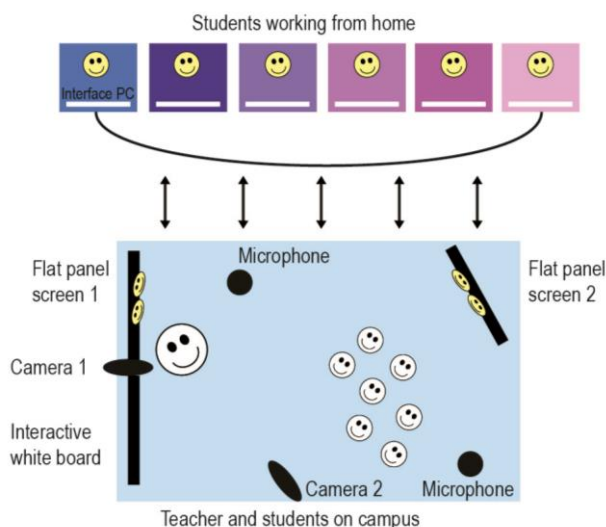 Students working from home
Interface PC
Microphone
Flat panel
screen 1
Flat panel
screen 2
Camera 1
Interactive
white board
Camera 2
Microphone
Teacher and students on campus